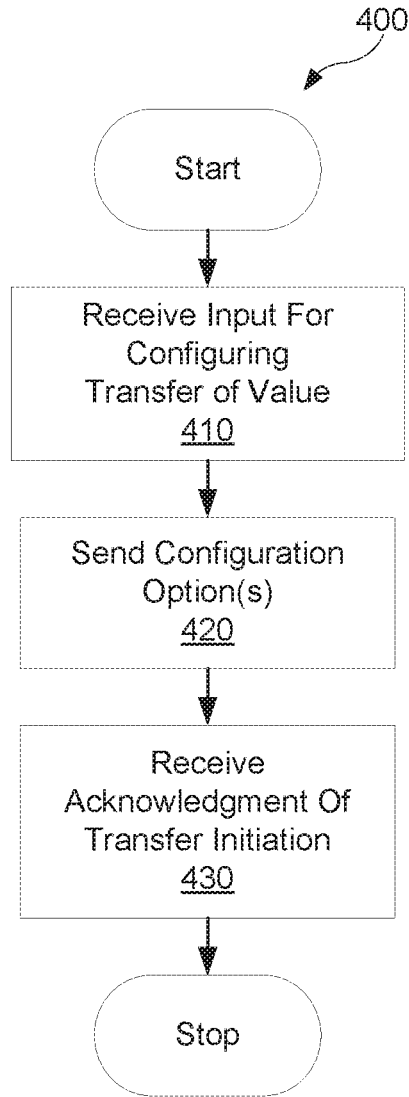 400
Start
Receive Input For
Configuring
Transfer of Value
410
Send Configuration
Option(s)
420
Receive
Acknowledgment Of
Transfer Initiation
430
Stop